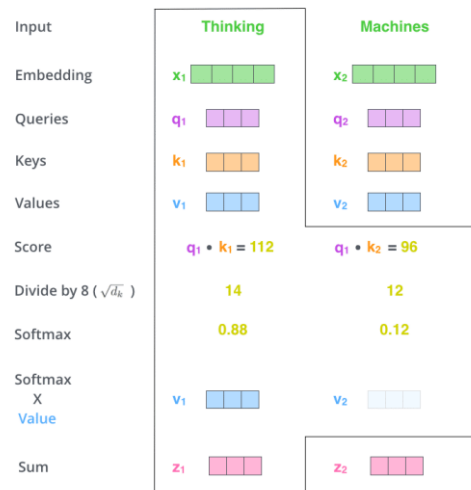 Input Thinking Machines
Embedding x₁ x₂
Queries q₁ q₂
Keys k₁ k₂
Values v₁ v₂
Score q₁ • k₁ = 112 q₁ • k₂ = 96
Divide by 8 ( √dₖ ) 14 12
Softmax 0.88 0.12
Softmax
X
Value v₁ v₂
Sum z₁ z₂